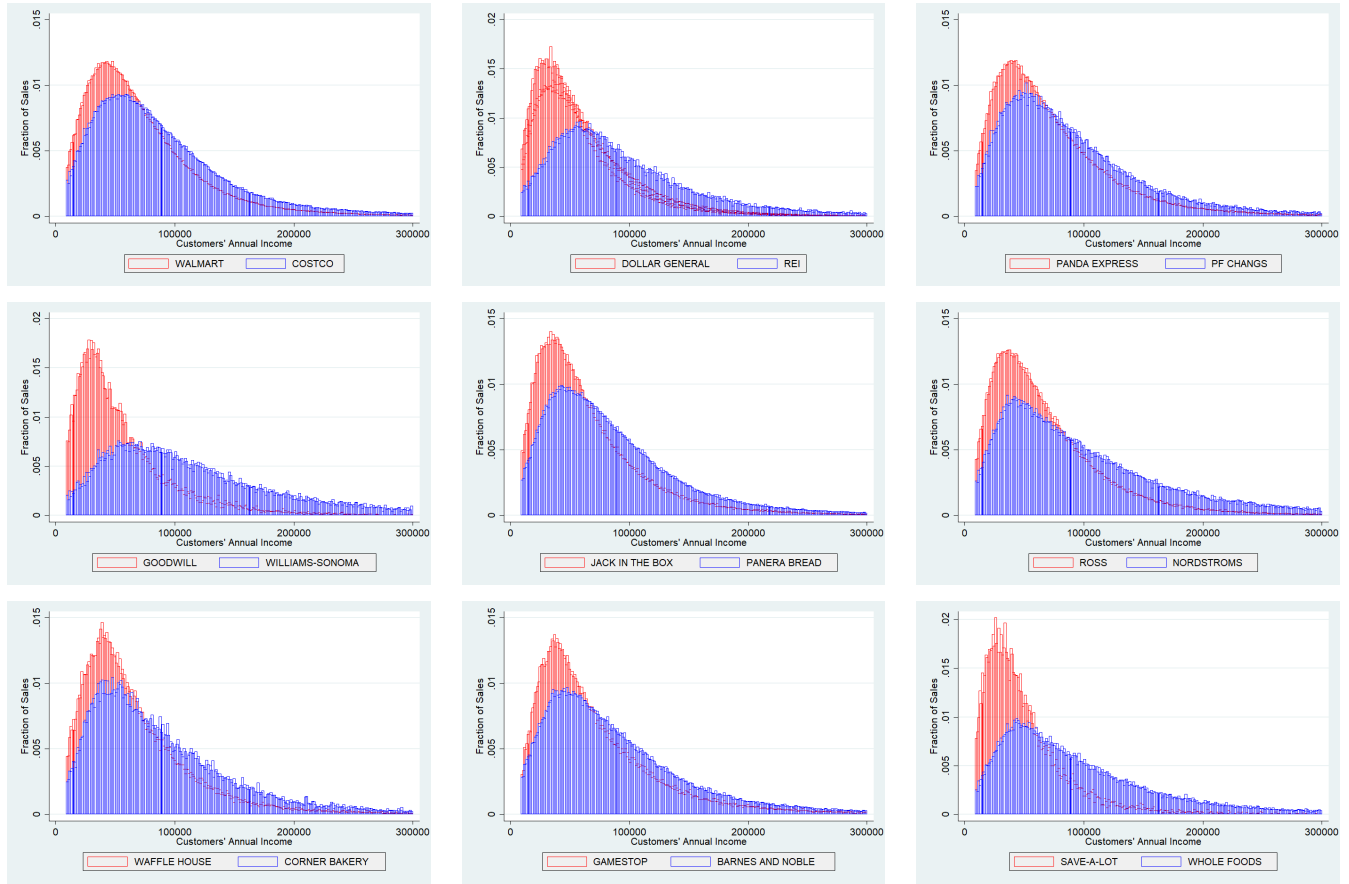 .015
.01
.005
0
Fraction of Sales
0 100000 200000 300000
Customers' Annual Income
WALMART COSTCO
.02
.015
.01
.005
0
Fraction of Sales
0 100000 200000 300000
Customers' Annual Income
DOLLAR GENERAL REI
.015
.01
.005
0
Fraction of Sales
0 100000 200000 300000
Customers' Annual Income
PANDA EXPRESS PF CHANGS
.02
.015
.01
.005
0
Fraction of Sales
0 100000 200000 300000
Customers' Annual Income
GOODWILL WILLIAMS-SONOMA
.015
.01
.005
0
Fraction of Sales
0 100000 200000 300000
Customers' Annual Income
JACK IN THE BOX PANERA BREAD
.015
.01
.005
0
Fraction of Sales
0 100000 200000 300000
Customers' Annual Income
ROSS NORDSTROMS
.015
.01
.005
0
Fraction of Sales
0 100000 200000 300000
Customers' Annual Income
WAFFLE HOUSE CORNER BAKERY
.015
.01
.005
0
Fraction of Sales
0 100000 200000 300000
Customers' Annual Income
GAMESTOP BARNES AND NOBLE
.02
.015
.01
.005
0
Fraction of Sales
0 100000 200000 300000
Customers' Annual Income
SAVE-A-LOT WHOLE FOODS